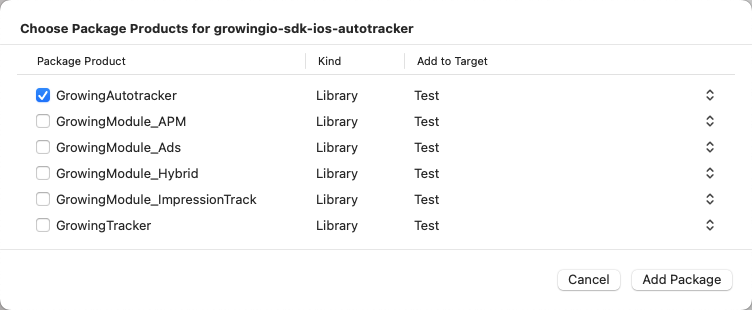 Choose Package Products for growingio-sdk-ios-autotracker
Package Product Kind Add to Target
GrowingAutotracker Library Test
GrowingModule_APM Library Test
GrowingModule_Ads Library Test
GrowingModule_Hybrid Library Test
GrowingModule_ImpressionTrack Library Test
GrowingTracker Library Test
Cancel Add Package